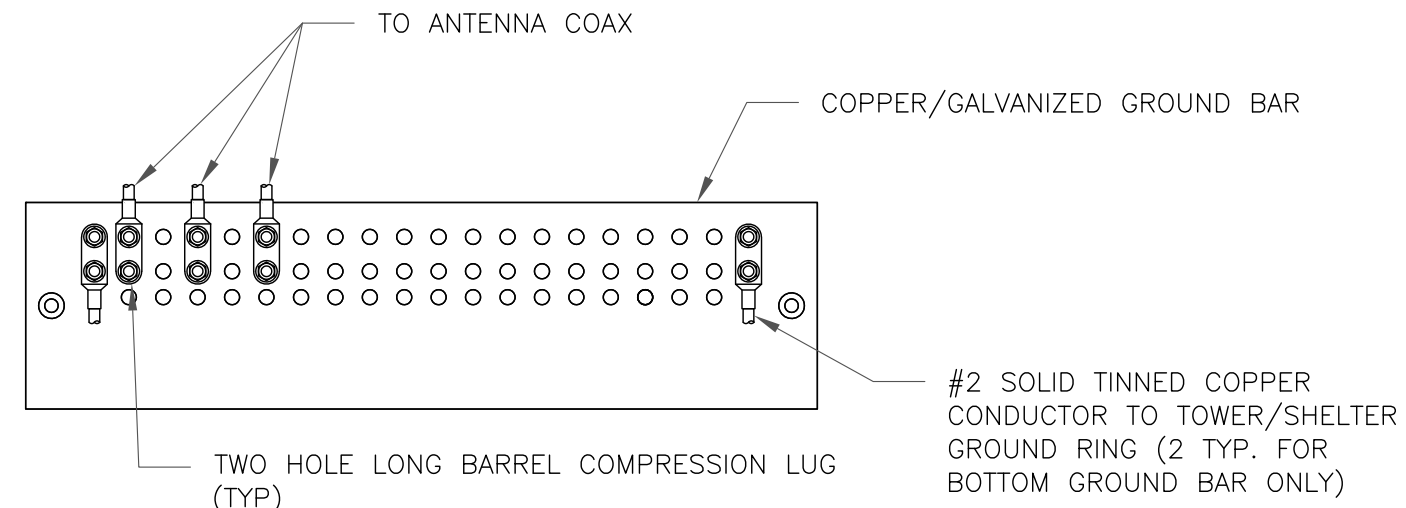 TO ANTENNA COAX
COPPER/GALVANIZED GROUND BAR
#2 SOLID TINNED COPPER
CONDUCTOR TO TOWER/SHELTER
GROUND RING (2 TYP. FOR
BOTTOM GROUND BAR ONLY)
TWO HOLE LONG BARREL COMPRESSION LUG
(TYP)